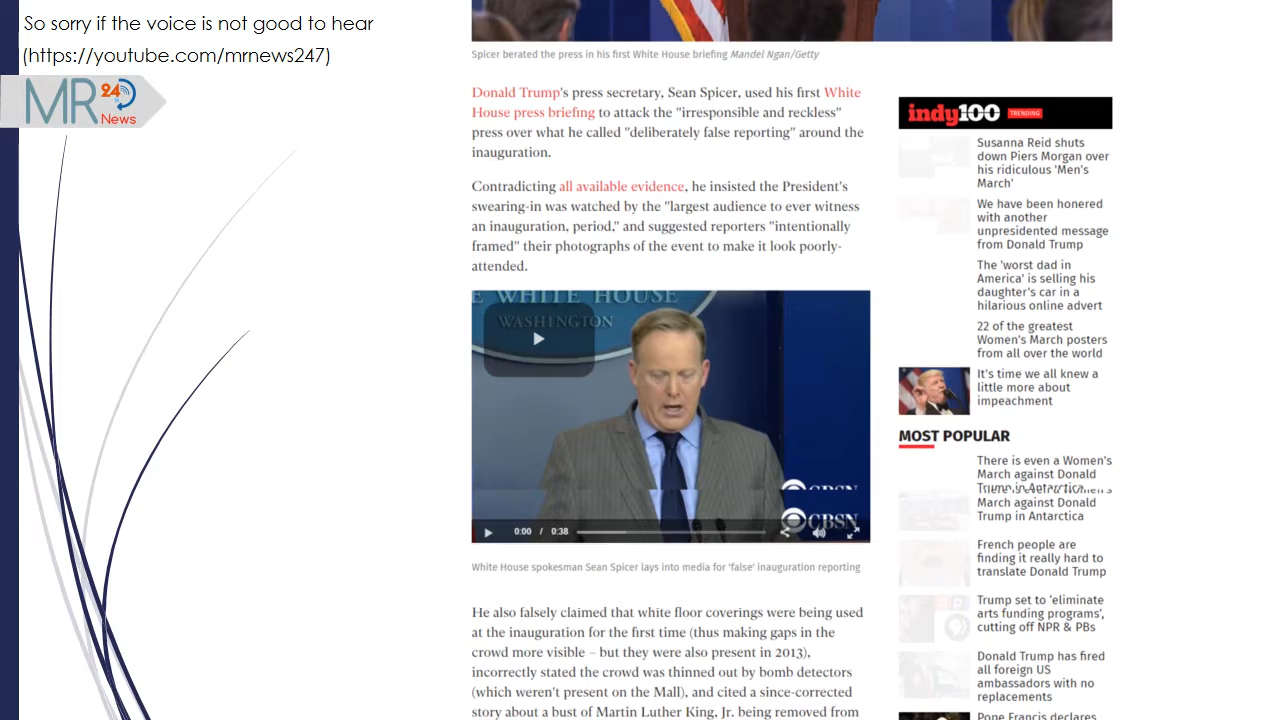 So sorry if the voice is not good to hear
(https://youtube.com/mrnews247)
MR
24
News
Spicer berated the press in his first White House briefing Mandel Ngan/Getty
Donald Trump's press secretary, Sean Spicer, used his first White
House press briefing to attack the "irresponsible and reckless"
press over what he called "deliberately false reporting" around the
inauguration.
Contradicting all available evidence, he insisted the President's
swearing-in was watched by the "largest audience to ever witness
an inauguration, period," and suggested reporters "intentionally
framed" their photographs of the event to make it look poorly-
attended.
THE WHITE HOUSE
WASHINGTON
CBSN
CBSN
0:00 / 0:38
White House spokesman Sean Spicer lays into media for 'false' inauguration reporting
He also falsely claimed that white floor coverings were being used
at the inauguration for the first time (thus making gaps in the
crowd more visible – but they were also present in 2013),
incorrectly stated the crowd was thinned out by bomb detectors
(which weren't present on the Mall), and cited a since-corrected
story about a bust of Martin Luther King, Jr. being removed from
indy100 TRENDING
Susanna Reid shuts
down Piers Morgan over
his ridiculous 'Men's
March'
We have been honored
with another
unpresidented message
from Donald Trump
The 'worst dad in
America' is selling his
daughter's car in a
hilarious online advert
22 of the greatest
Women's March posters
from all over the world
It's time we all knew a
little more about
impeachment
MOST POPULAR
There is even a Women's
March against Donald
Trump in Antarctica
March against Donald
Trump in Antarctica
French people are
finding it really hard to
translate Donald Trump
Trump set to 'eliminate
arts funding programs',
cutting off NPR & PBs
Donald Trump has fired
all foreign US
ambassadors with no
replacements
Pope Francis declares